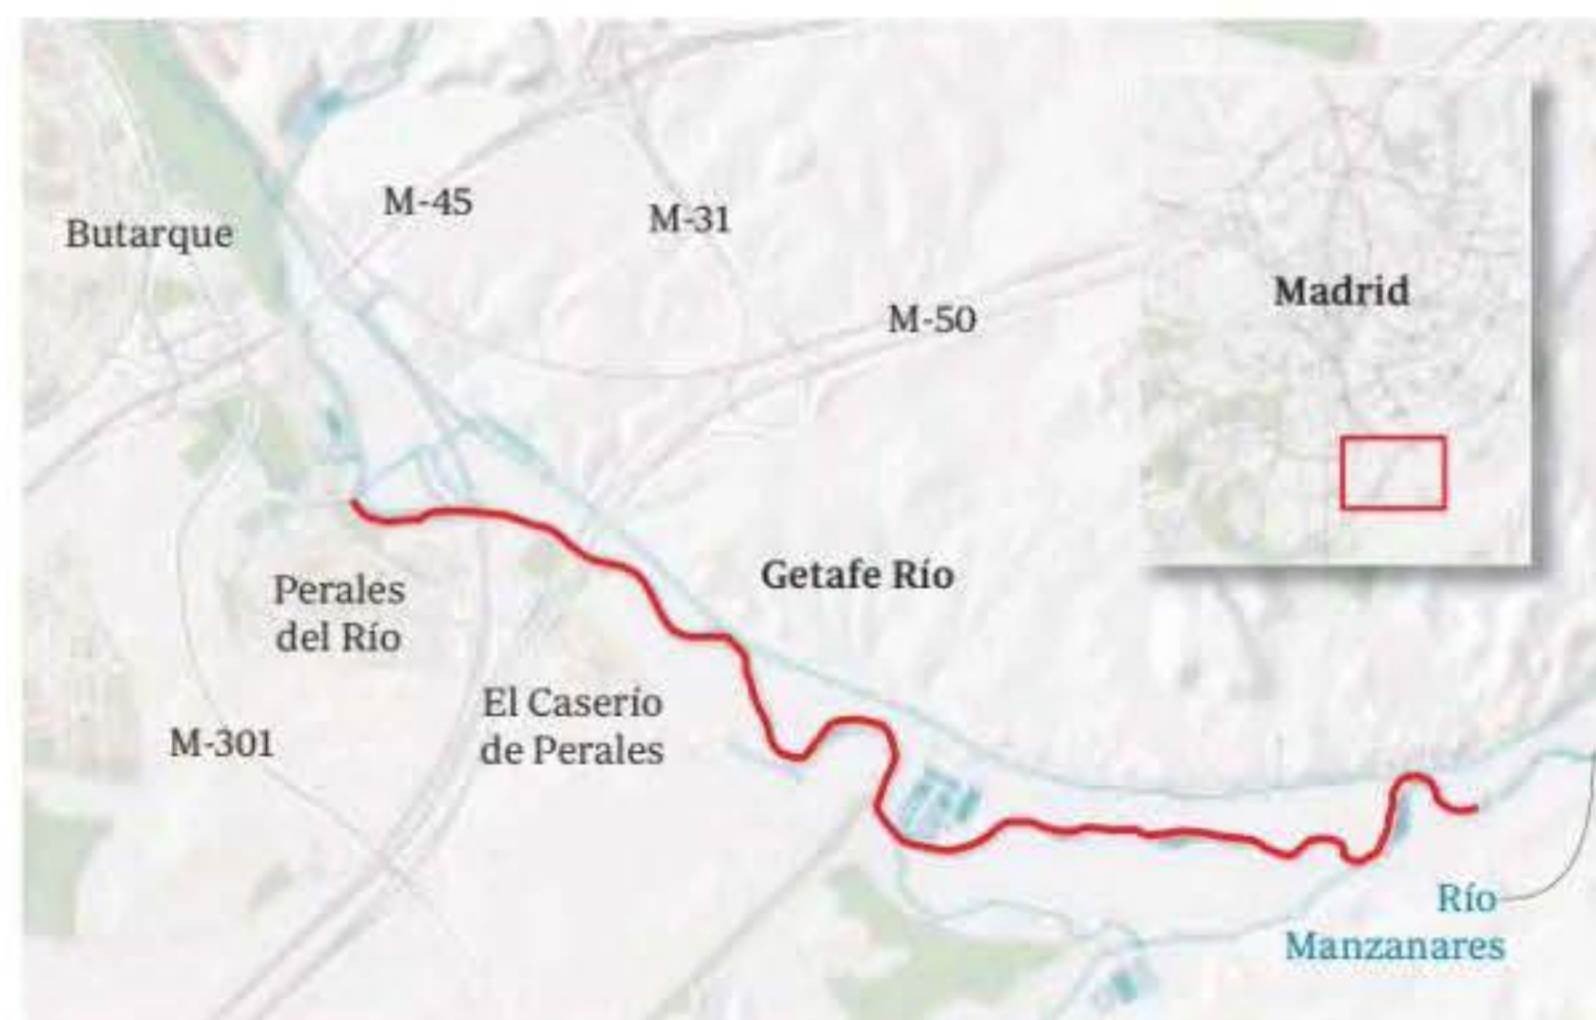 M-45
M-31
Butarque
Madrid
M-50
Getafe Río
Perales
del Río
El Caserío
de Perales
M-301
Río
Manzanares